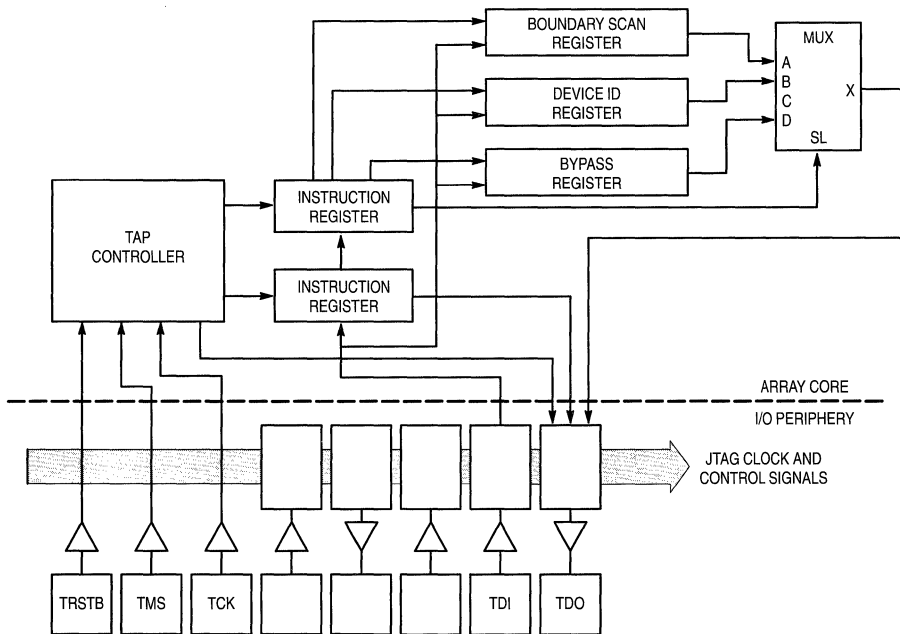 BOUNDARY SCAN
REGISTER
MUX
A
B
C
D
X
SL
DEVICE ID
REGISTER
BYPASS
REGISTER
TAP
CONTROLLER
INSTRUCTION
REGISTER
INSTRUCTION
REGISTER
ARRAY CORE
I/O PERIPHERY
JTAG CLOCK AND
CONTROL SIGNALS
TRSTB
TMS
TCK
TDI
TDO